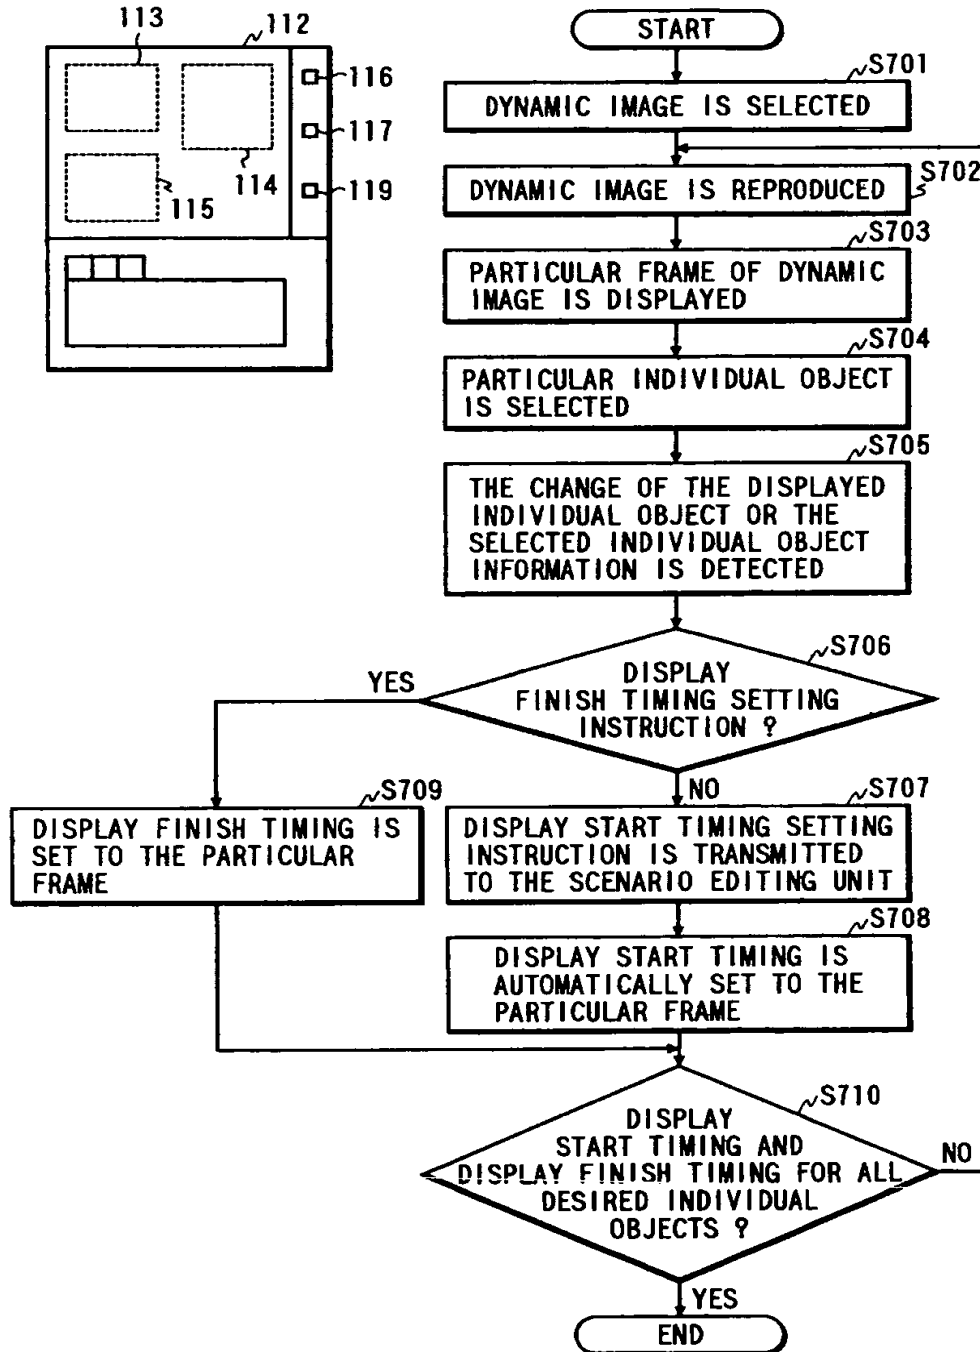 113
112
116
117
114
115
119
START
S701
DYNAMIC IMAGE IS SELECTED
S702
DYNAMIC IMAGE IS REPRODUCED
S703
PARTICULAR FRAME OF DYNAMIC
IMAGE IS DISPLAYED
S704
PARTICULAR INDIVIDUAL OBJECT
IS SELECTED
S705
THE CHANGE OF THE DISPLAYED
INDIVIDUAL OBJECT OR THE
SELECTED INDIVIDUAL OBJECT
INFORMATION IS DETECTED
S706
DISPLAY
FINISH TIMING SETTING
INSTRUCTION ?
YES
NO
S709
DISPLAY FINISH TIMING IS
SET TO THE PARTICULAR
FRAME
S707
DISPLAY START TIMING SETTING
INSTRUCTION IS TRANSMITTED
TO THE SCENARIO EDITING UNIT
S708
DISPLAY START TIMING IS
AUTOMATICALLY SET TO THE
PARTICULAR FRAME
S710
DISPLAY
START TIMING AND
DISPLAY FINISH TIMING FOR ALL
DESIRED INDIVIDUAL
OBJECTS ?
NO
YES
END